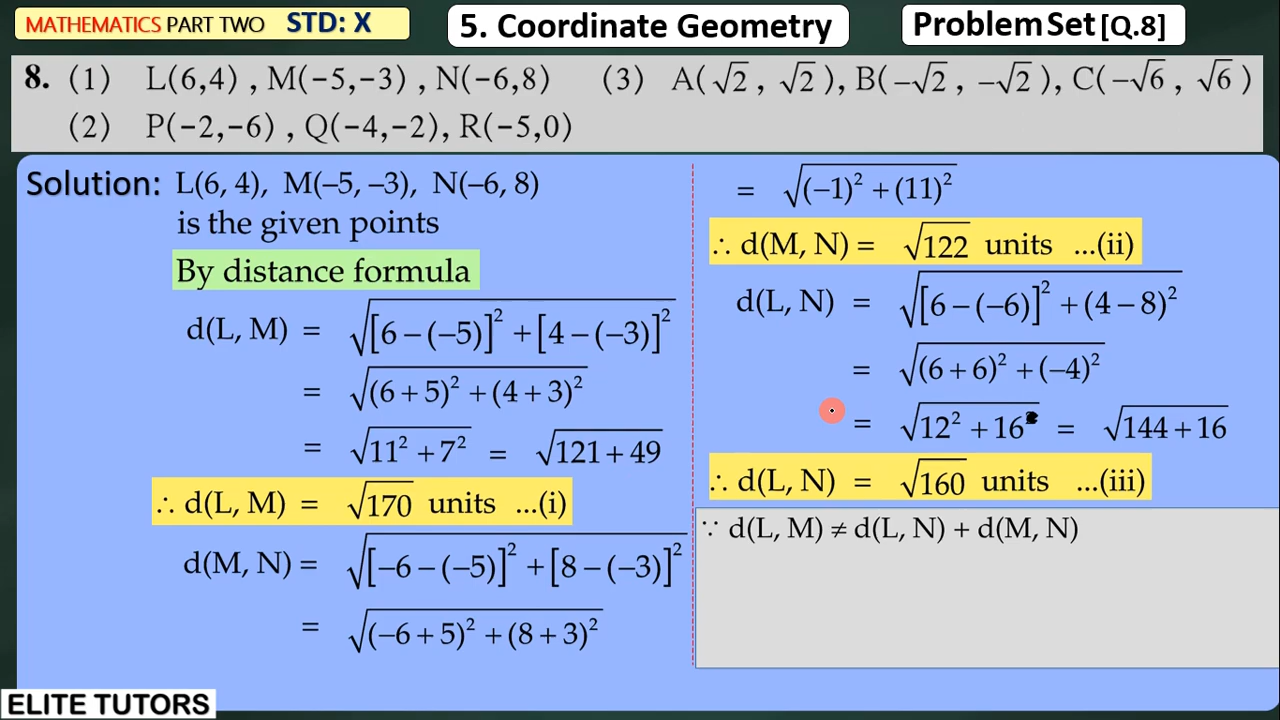 MATHEMATICS PART TWO STD: X
5. Coordinate Geometry
Problem Set [Q.8]
8. (1) L(6,4) , M(−5,−3) , N(−6,8) (3) A(√2 , √2), B(−√2 , −√2), C(−√6 , √6)
(2) P(−2,−6) , Q(−4,−2), R(−5,0)
Solution: L(6, 4), M(–5, –3), N(–6, 8)
is the given points
By distance formula
d(L, M) = √([6 – (–5)]² + [4 – (–3)]²)
= √((6 + 5)² + (4 + 3)²)
= √(11² + 7²) = √(121 + 49)
∴ d(L, M) = √170 units ...(i)
d(M, N) = √([–6 – (–5)]² + [8 – (–3)]²)
= √((–6 + 5)² + (8 + 3)²)
= √((–1)² + (11)²)
∴ d(M, N) = √122 units ...(ii)
d(L, N) = √([6 – (–6)]² + (4 – 8)²)
= √((6 + 6)² + (–4)²)
= √(12² + 16) = √(144 + 16)
∴ d(L, N) = √160 units ...(iii)
∵ d(L, M) ≠ d(L, N) + d(M, N)
ELITE TUTORS